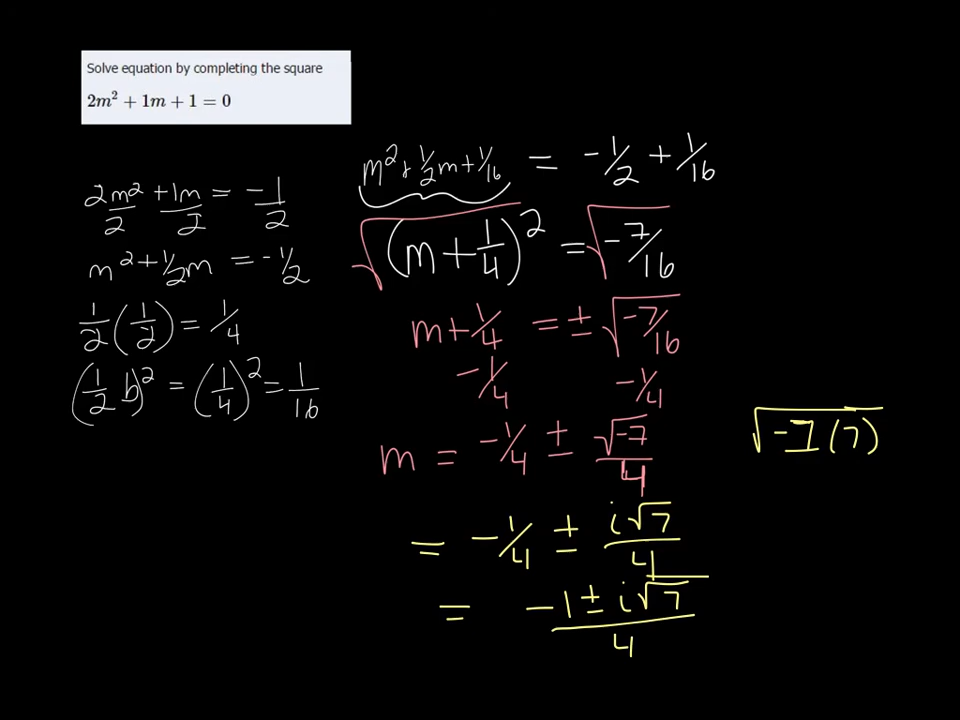 Solve equation by completing the square
2m² + 1m + 1 = 0
2m²/2 + 1m/2 = -1/2
m² + 1/2m = -1/2
1/2(1/2) = 1/4
(1/2 b)² = (1/4)² = 1/16
m² + 1/2m + 1/16 = -1/2 + 1/16
√(m + 1/4)² = √-7/16
m + 1/4 = ±√-7/16
-1/4 -1/4
m = -1/4 ± √-7/4
= -1/4 ± i√7/4
= -1 ± i√7/4
√-1(7)